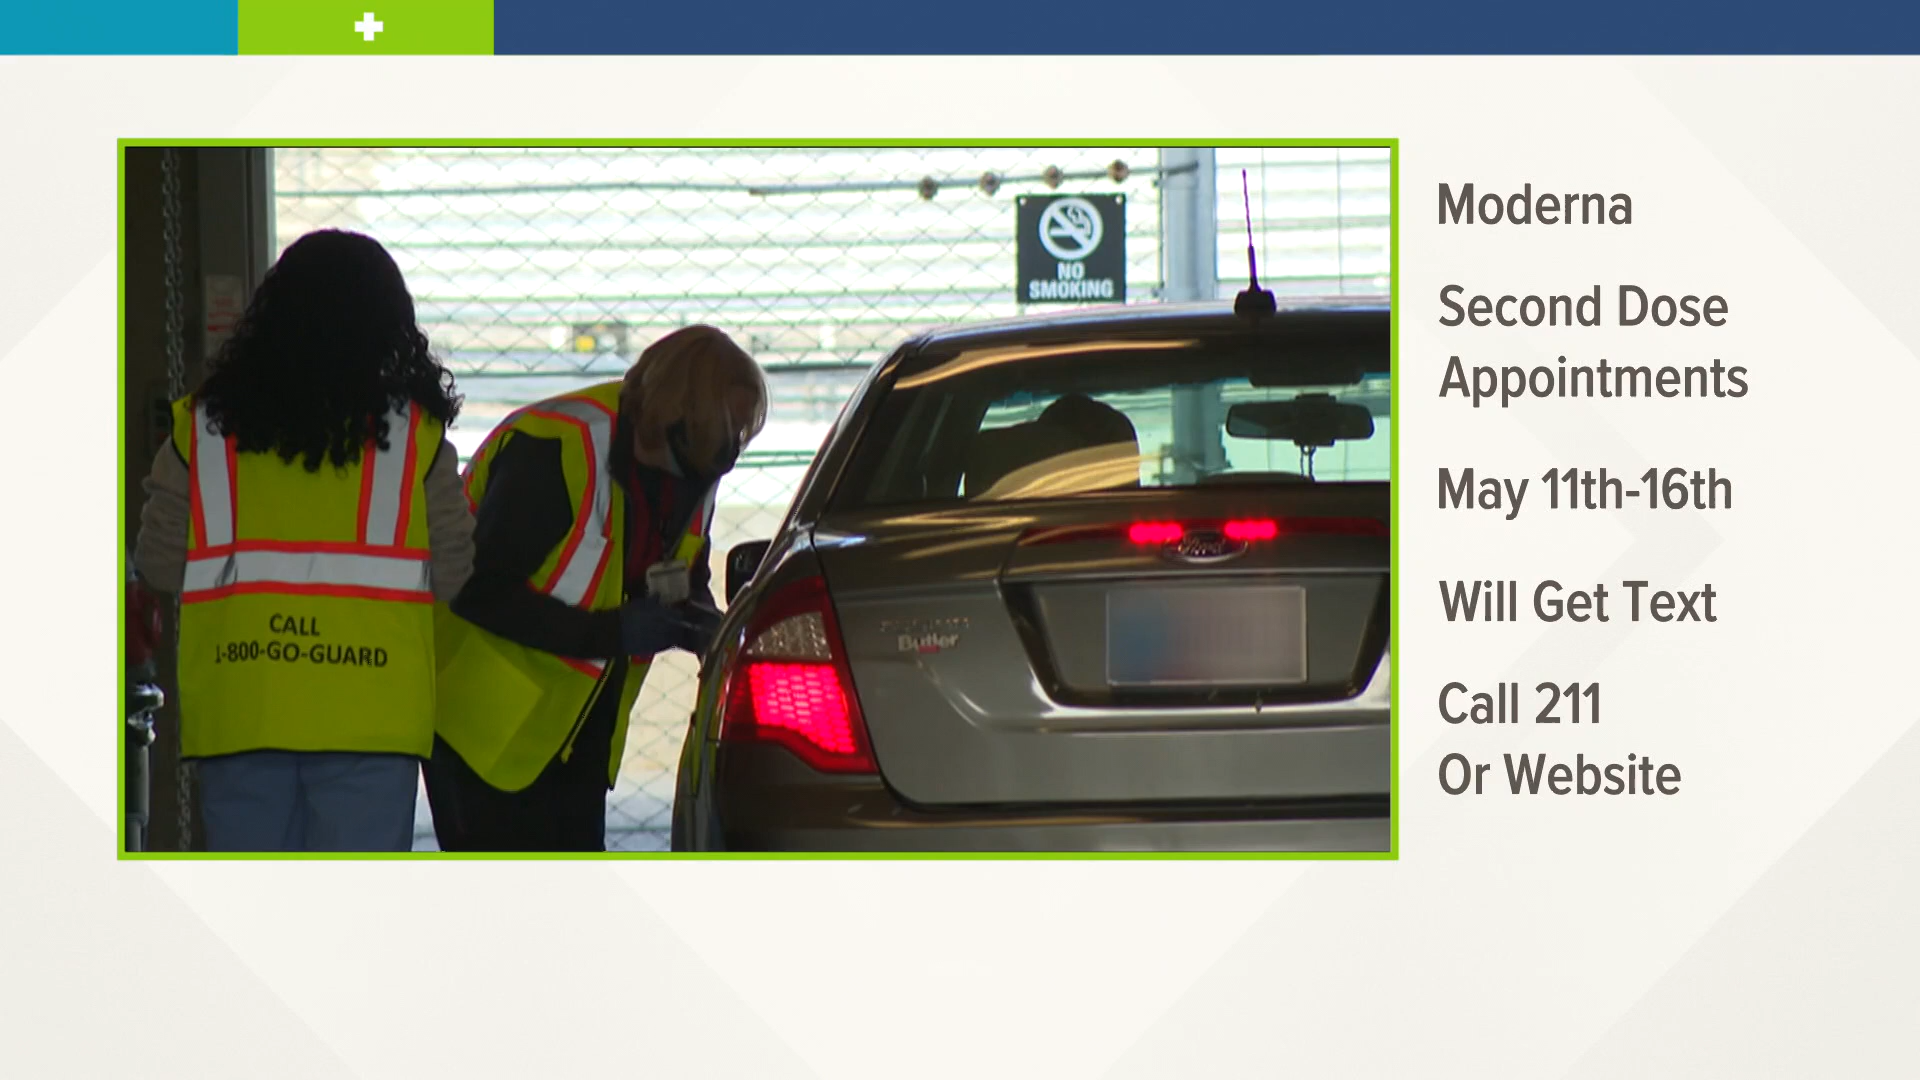 Moderna
Second Dose
Appointments
May 11th-16th
Will Get Text
Call 211
Or Website
NO
SMOKING
CALL
1-800-GO-GUARD
Ford
Butler